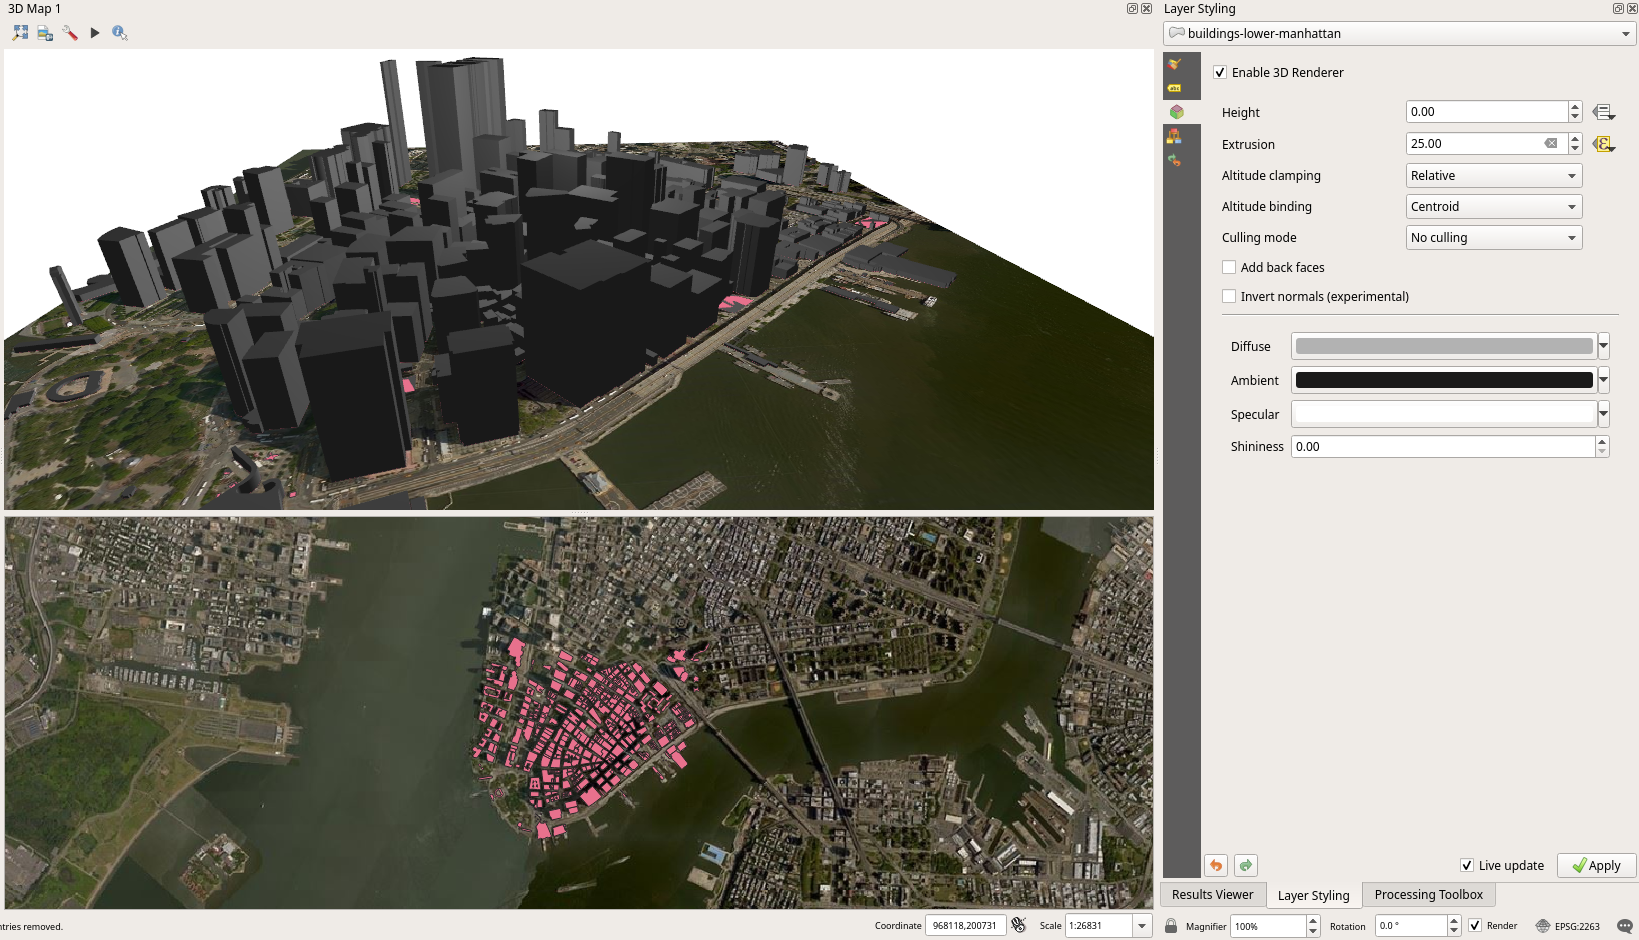 3D Map 1
Layer Styling
buildings-lower-manhattan
abc
Enable 3D Renderer
Height 0.00
Extrusion 25.00 ε
Altitude clamping Relative
Altitude binding Centroid
Culling mode No culling
Add back faces
Invert normals (experimental)
Diffuse
Ambient
Specular
Shininess 0.00
Live update Apply
Results Viewer Layer Styling Processing Toolbox
ntries removed. Coordinate 968118,200731 Scale 1:26831 Magnifier 100% Rotation 0.0 ° Render EPSG:2263